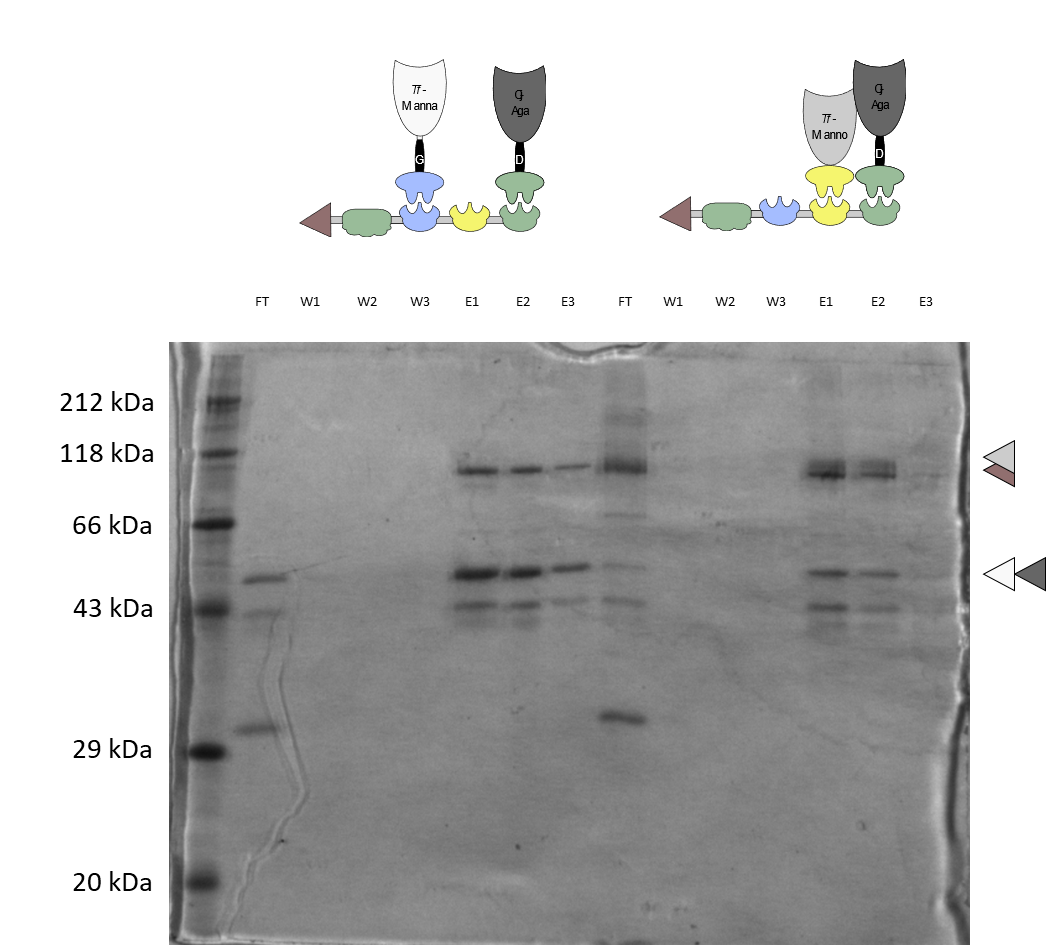 Tf-
Manna
Cj-
Aga
G
D
Tf-
Manno
Cj-
Aga
D
FT W1 W2 W3 E1 E2 E3 FT W1 W2 W3 E1 E2 E3
212 kDa
118 kDa
66 kDa
43 kDa
29 kDa
20 kDa